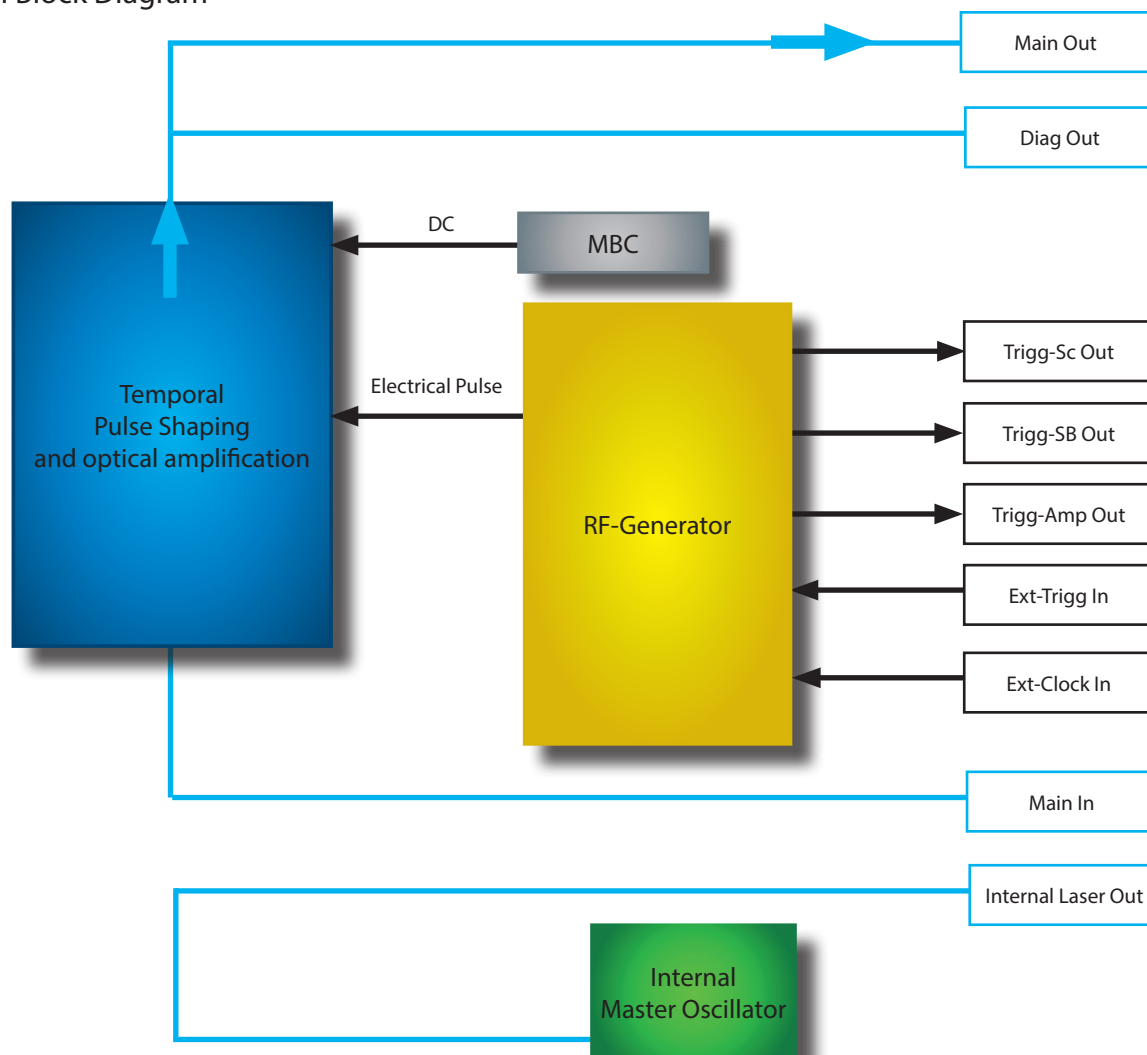 Block Diagram
Main Out
Diag Out
DC
MBC
Trigg-Sc Out
Electrical Pulse
Temporal
Pulse Shaping
and optical amplification
Trigg-SB Out
Trigg-Amp Out
RF-Generator
Ext-Trigg In
Ext-Clock In
Main In
Internal Laser Out
Internal
Master Oscillator